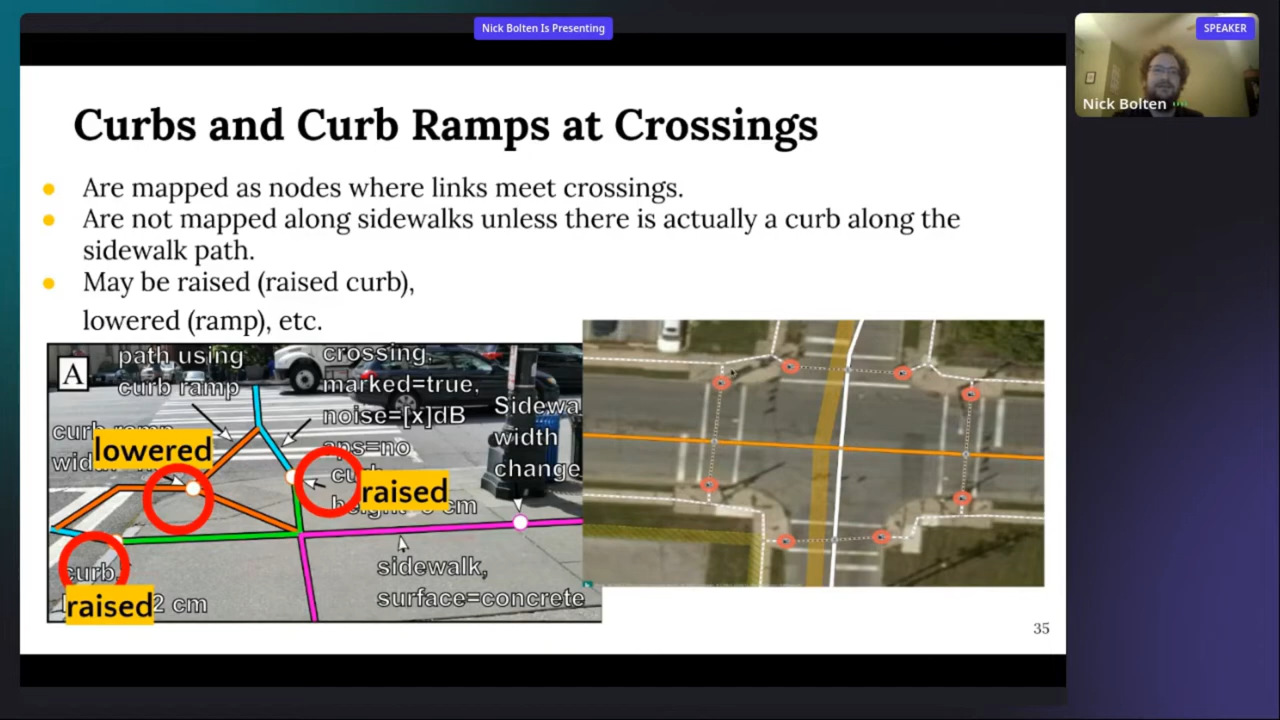 Nick Bolten Is Presenting
SPEAKER
Nick Bolten
Curbs and Curb Ramps at Crossings
Are mapped as nodes where links meet crossings.
Are not mapped along sidewalks unless there is actually a curb along the
sidewalk path.
May be raised (raised curb),
lowered (ramp), etc.
A
path using
curb ramp
crossing,
marked=true,
noise=[x]dB
aps=no
Sidewa
width
change
lowered
raised
sidewalk,
surface=concrete
curb,
raised
2 cm
35